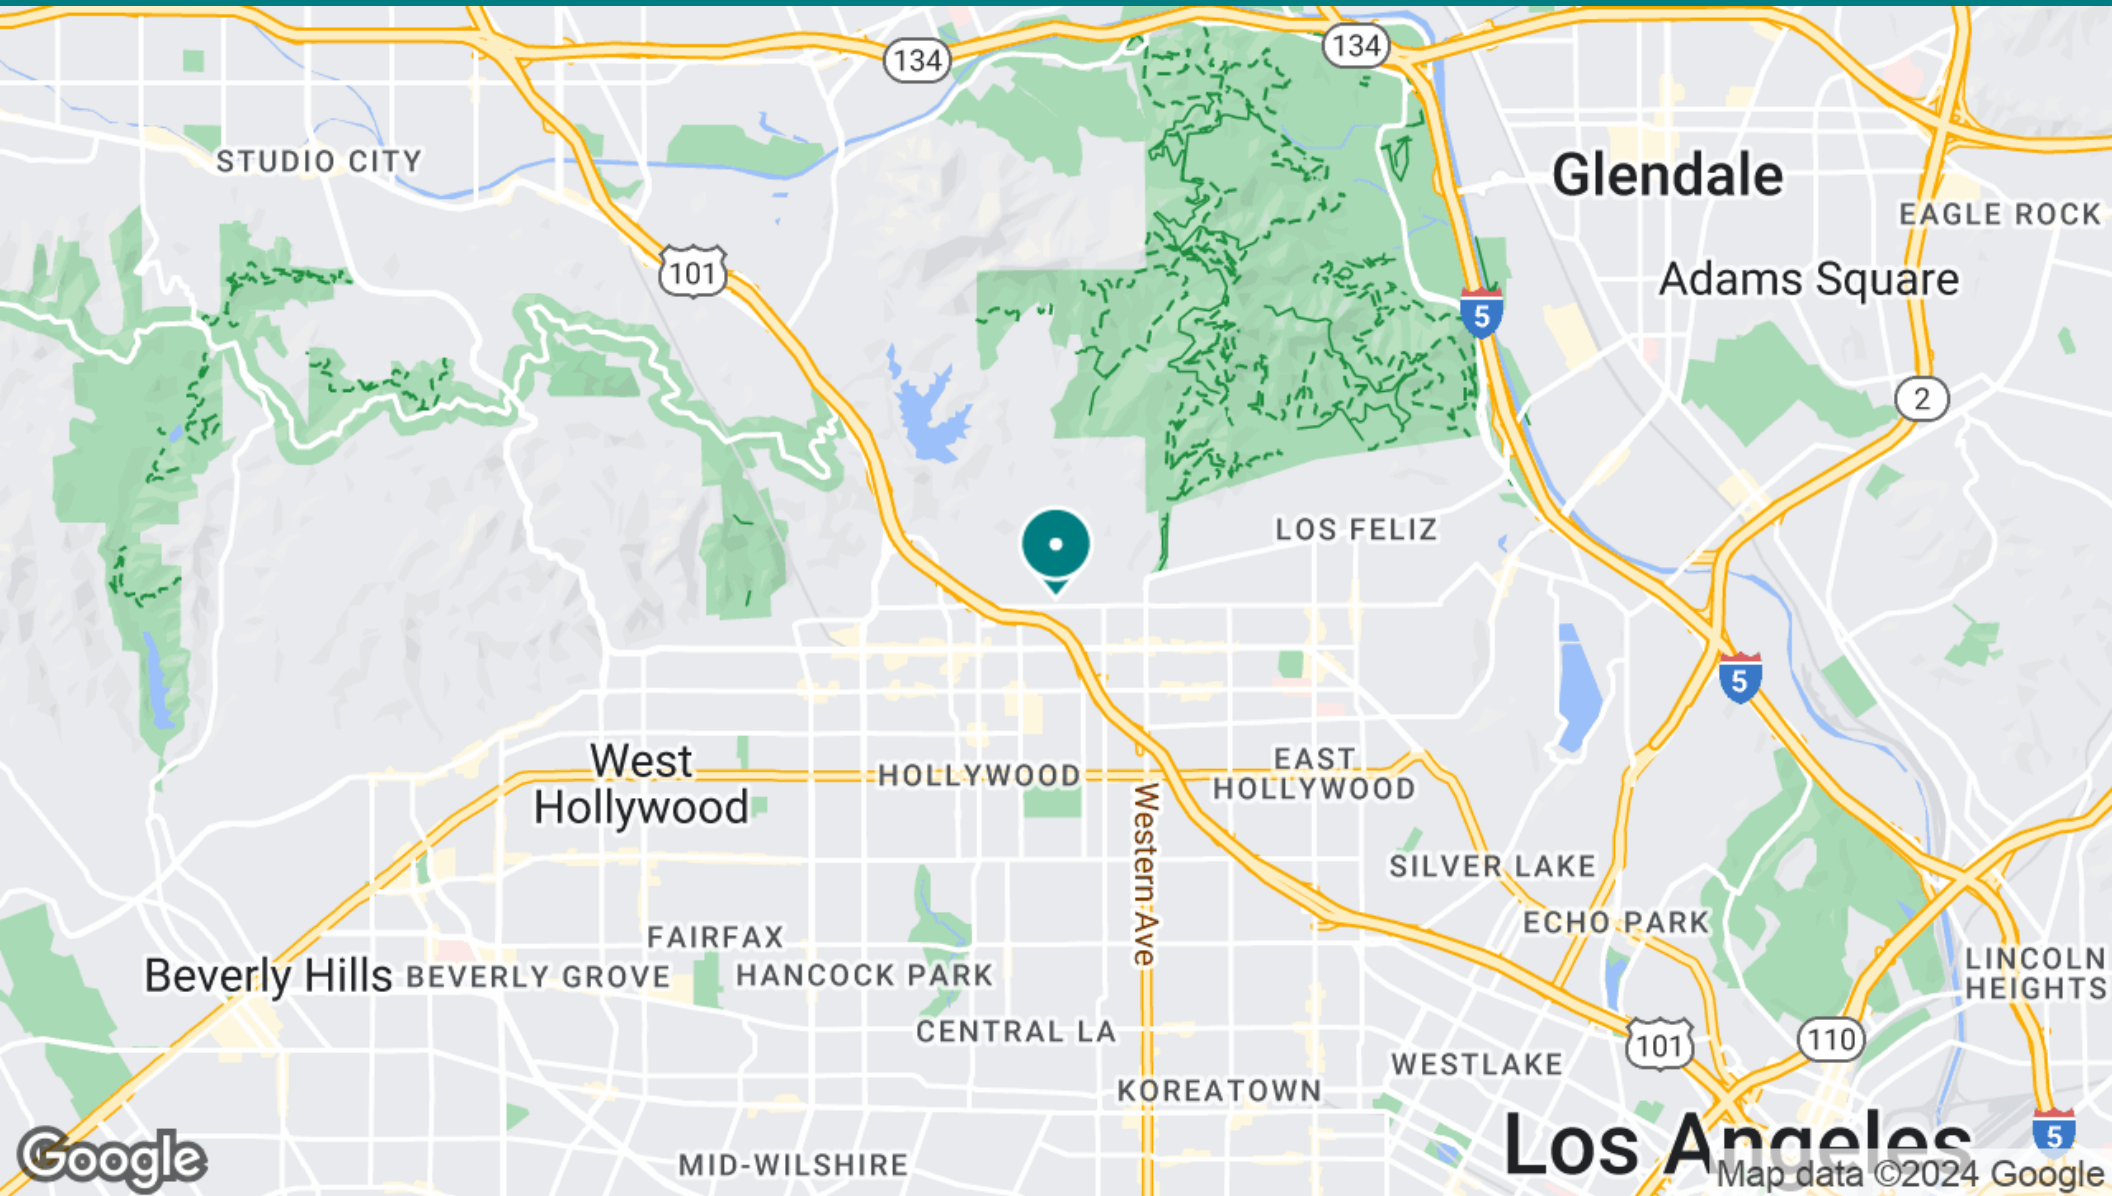 134
134
STUDIO CITY
Glendale
EAGLE ROCK
101
Adams Square
5
2
LOS FELIZ
5
West
Hollywood
HOLLYWOOD
EAST
HOLLYWOOD
Western Ave
SILVER LAKE
ECHO PARK
FAIRFAX
Beverly Hills
BEVERLY GROVE
HANCOCK PARK
LINCOLN
HEIGHTS
CENTRAL LA
101
110
WESTLAKE
KOREATOWN
Los Angeles
5
MID-WILSHIRE
Google
Map data ©2024 Google